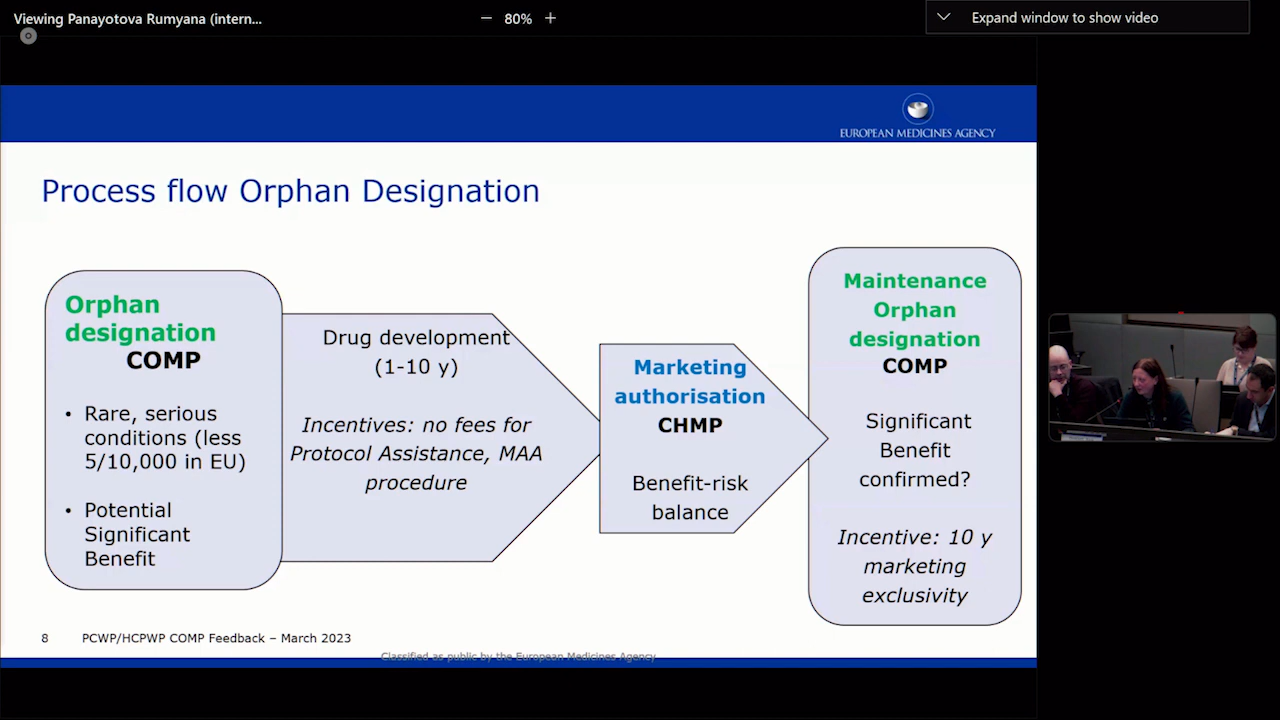 Viewing Panayotova Rumyana (intern...
80%
Expand window to show video
EUROPEAN MEDICINES AGENCY
Process flow Orphan Designation
Orphan
designation
COMP
• Rare, serious
conditions (less
5/10,000 in EU)
• Potential
Significant
Benefit
Drug development
(1-10 y)
Incentives: no fees for
Protocol Assistance, MAA
procedure
Marketing
authorisation
CHMP
Benefit-risk
balance
Maintenance
Orphan
designation
COMP
Significant
Benefit
confirmed?
Incentive: 10 y
marketing
exclusivity
8 PCWP/HCPWP COMP Feedback – March 2023
Classified as public by the European Medicines Agency